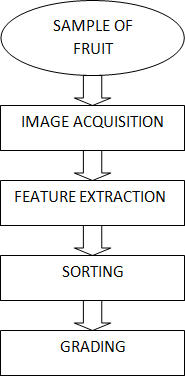 SAMPLE OF
FRUIT
IMAGE ACQUISITION
FEATURE EXTRACTION
SORTING
GRADING